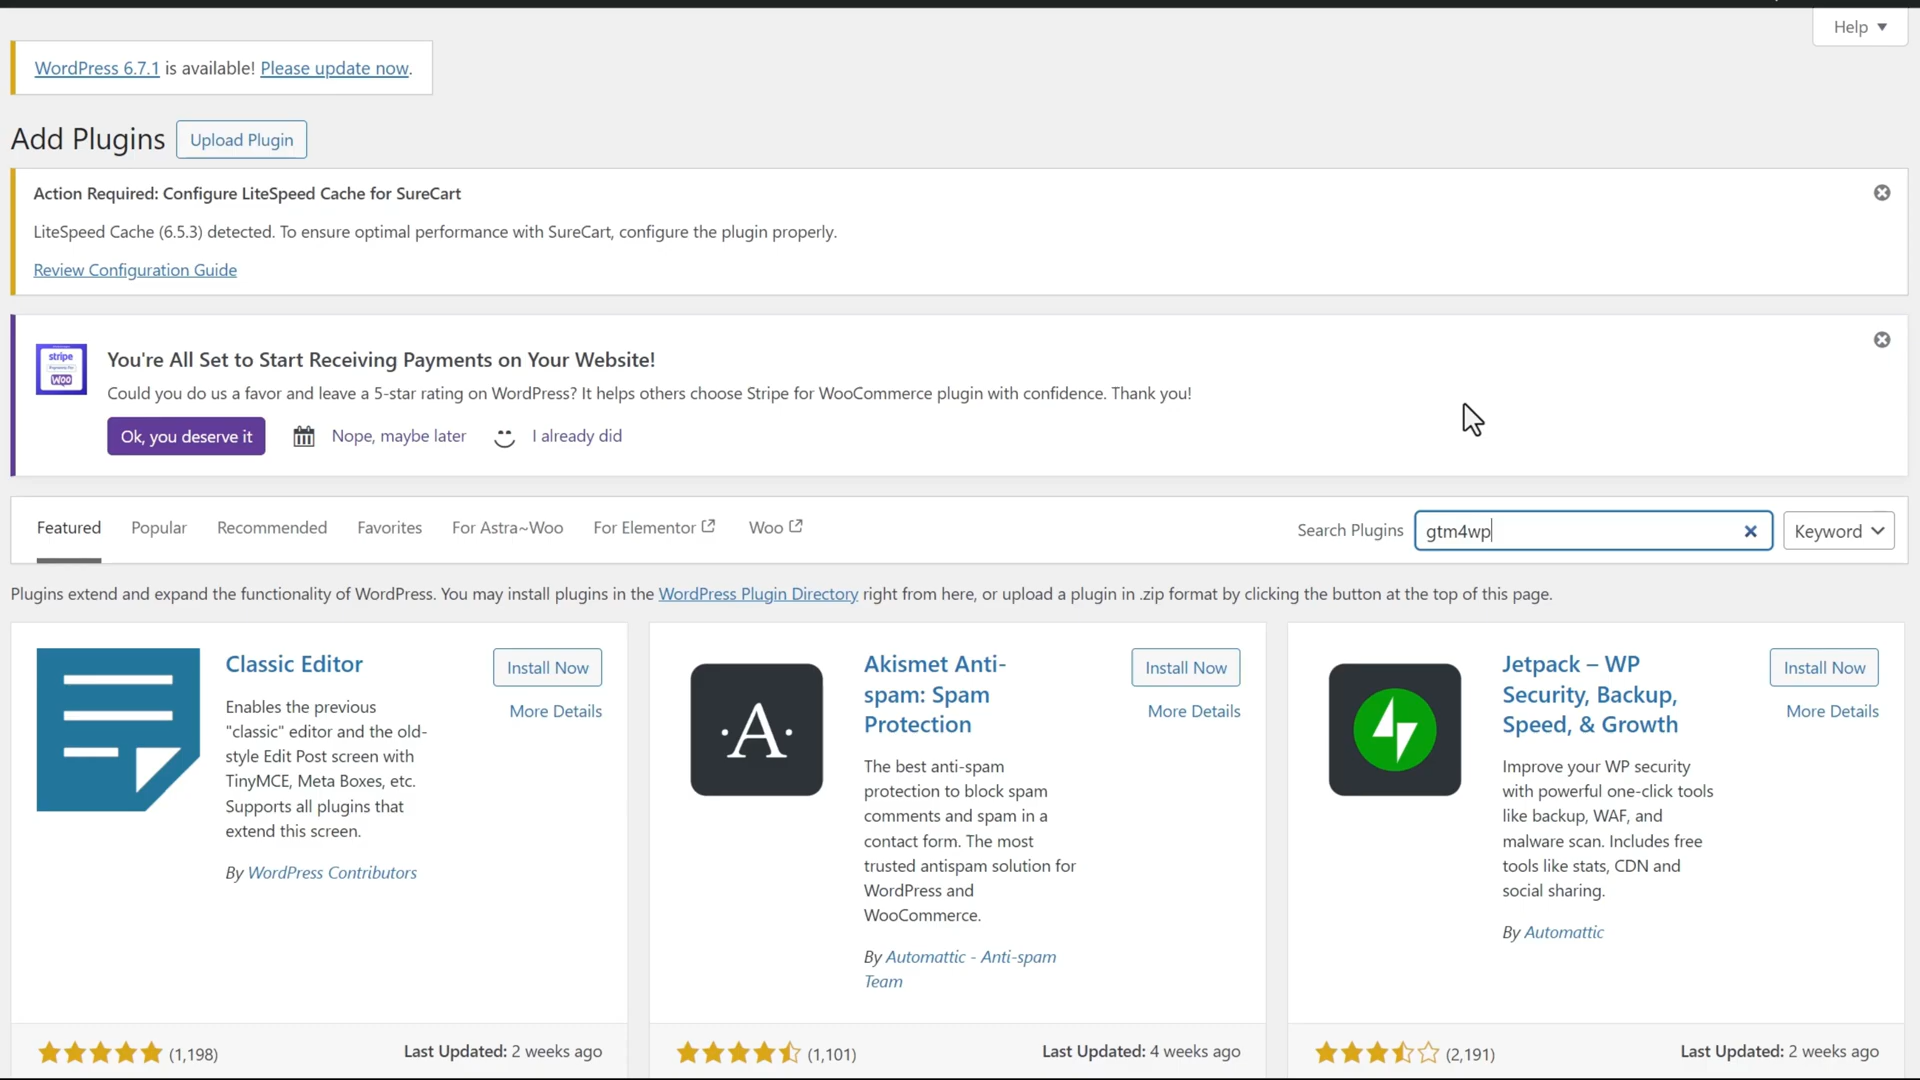 Help
WordPress 6.7.1 is available! Please update now.
Add Plugins Upload Plugin
Action Required: Configure LiteSpeed Cache for SureCart
LiteSpeed Cache (6.5.3) detected. To ensure optimal performance with SureCart, configure the plugin properly.
Review Configuration Guide
stripe
WOO
You're All Set to Start Receiving Payments on Your Website!
Could you do us a favor and leave a 5-star rating on WordPress? It helps others choose Stripe for WooCommerce plugin with confidence. Thank you!
Ok, you deserve it Nope, maybe later I already did
Featured Popular Recommended Favorites For Astra~Woo For Elementor Woo Search Plugins gtm4wp Keyword
Plugins extend and expand the functionality of WordPress. You may install plugins in the WordPress Plugin Directory right from here, or upload a plugin in .zip format by clicking the button at the top of this page.
Classic Editor
Install Now
More Details
Enables the previous
"classic" editor and the old-
style Edit Post screen with
TinyMCE, Meta Boxes, etc.
Supports all plugins that
extend this screen.
By WordPress Contributors
(1,198) Last Updated: 2 weeks ago
A
Akismet Anti-
spam: Spam
Protection
Install Now
More Details
The best anti-spam
protection to block spam
comments and spam in a
contact form. The most
trusted antispam solution for
WordPress and
WooCommerce.
By Automattic - Anti-spam
Team
(1,101) Last Updated: 4 weeks ago
Jetpack – WP
Security, Backup,
Speed, & Growth
Install Now
More Details
Improve your WP security
with powerful one-click tools
like backup, WAF, and
malware scan. Includes free
tools like stats, CDN and
social sharing.
By Automattic
(2,191) Last Updated: 2 weeks ago